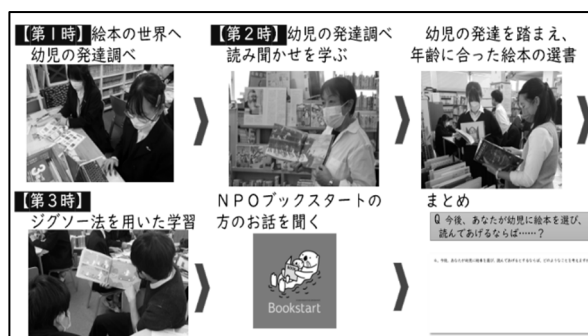 【第1時】絵本の世界へ
幼児の発達調べ
【第2時】幼児の発達調べ
読み聞かせを学ぶ
幼児の発達を踏まえ、
年齢に合った絵本の選書
【第3時】
ジグソー法を用いた学習
NPOブックスタートの
方のお話を聞く
Bookstart
まとめ
Q 今後、あなたが幼児に絵本を選び、
読んであげるならば……?